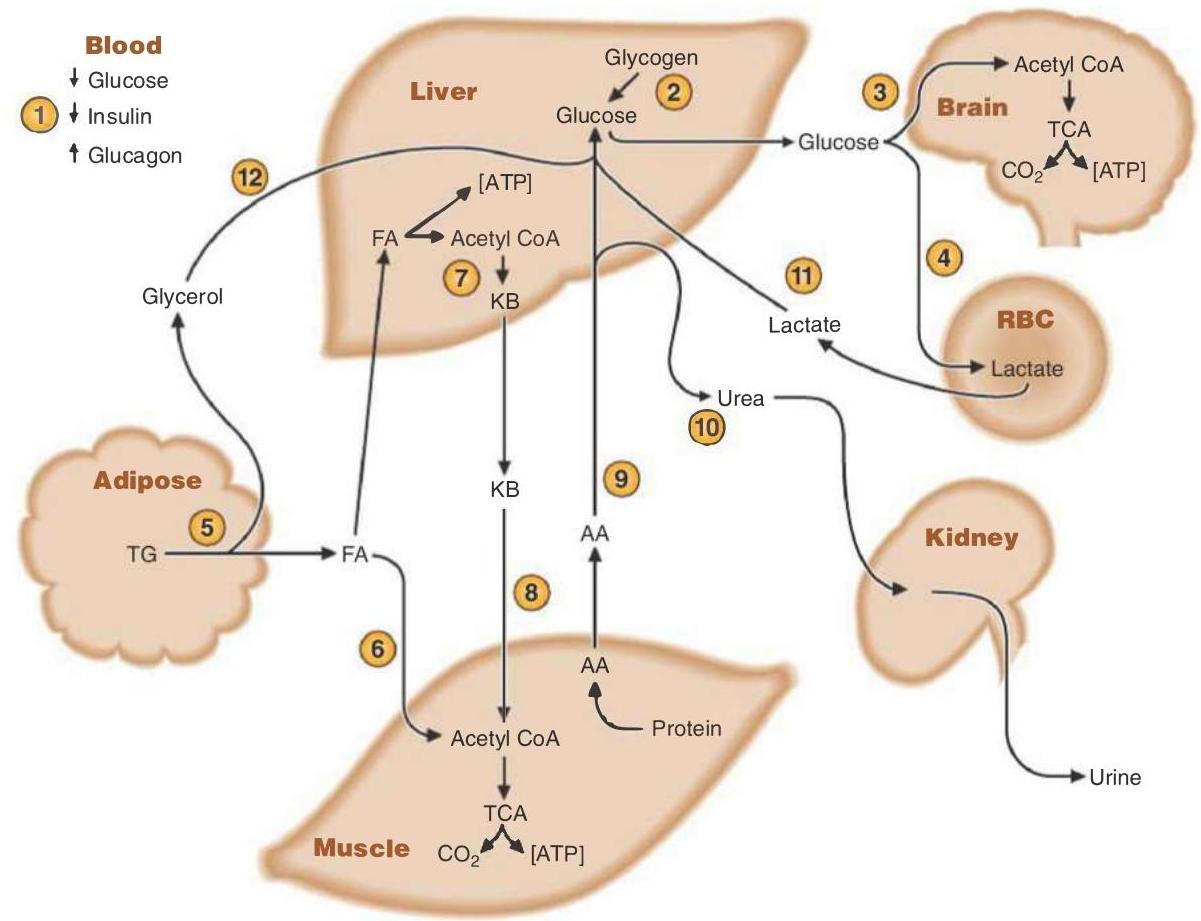 Blood
↓ Glucose
1 ↓ Insulin
↑ Glucagon
Liver
Glycogen
2
Glucose
Glucose
3
Acetyl CoA
Brain
TCA
CO2 [ATP]
12
[ATP]
FA Acetyl CoA
7
KB
Glycerol
4
11
Lactate
RBC
Lactate
Urea
10
Adipose
5
TG
FA
KB
9
AA
8
Kidney
6
AA
Protein
Acetyl CoA
TCA
CO2 [ATP]
Muscle
Urine